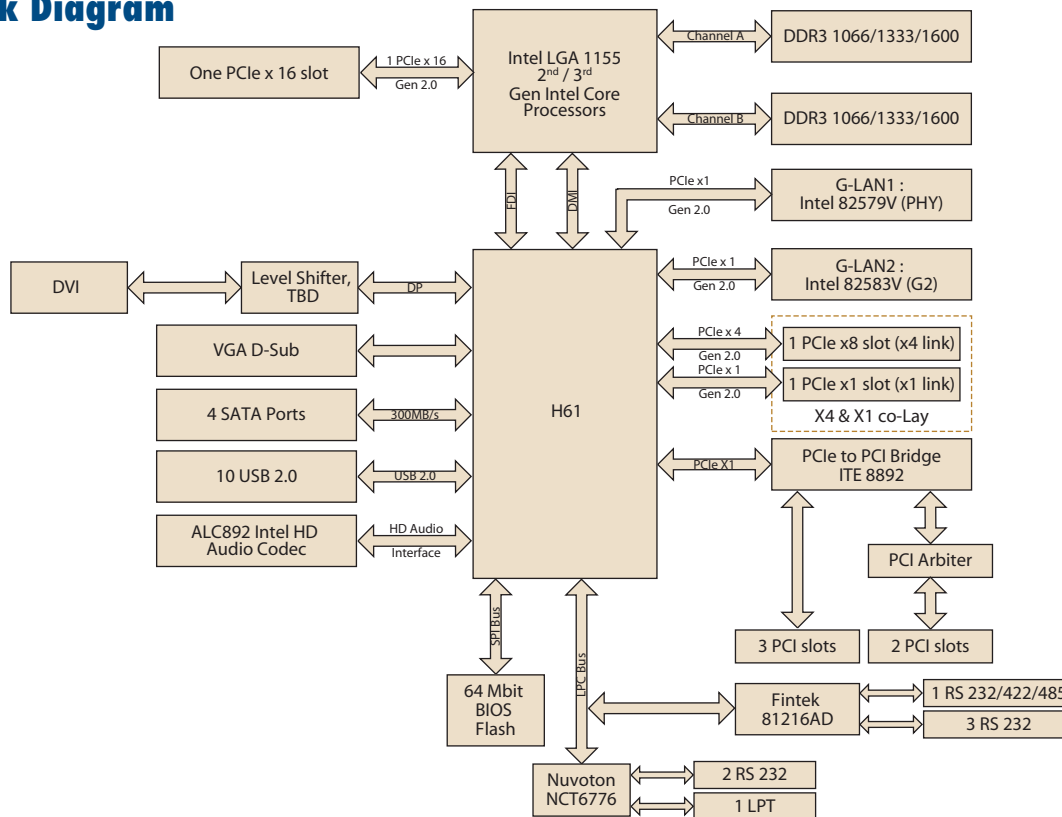 k Diagram
One PCIe x 16 slot
1 PCIe x 16
Gen 2.0
Intel LGA 1155
2nd / 3rd
Gen Intel Core
Processors
Channel A
DDR3 1066/1333/1600
Channel B
DDR3 1066/1333/1600
FDI
DMI
PCIe x1
Gen 2.0
G-LAN1 :
Intel 82579V (PHY)
PCIe x 1
Gen 2.0
G-LAN2 :
Intel 82583V (G2)
DVI
Level Shifter,
TBD
DP
VGA D-Sub
4 SATA Ports
300MB/s
10 USB 2.0
USB 2.0
ALC892 Intel HD
Audio Codec
HD Audio
Interface
H61
PCIe x 4
Gen 2.0
1 PCIe x8 slot (x4 link)
PCIe x 1
Gen 2.0
1 PCIe x1 slot (x1 link)
X4 & X1 co-Lay
PCIe X1
PCIe to PCI Bridge
ITE 8892
PCI Arbiter
3 PCI slots
2 PCI slots
SPI Bus
LPC Bus
64 Mbit
BIOS
Flash
Fintek
81216AD
1 RS 232/422/485
3 RS 232
Nuvoton
NCT6776
2 RS 232
1 LPT